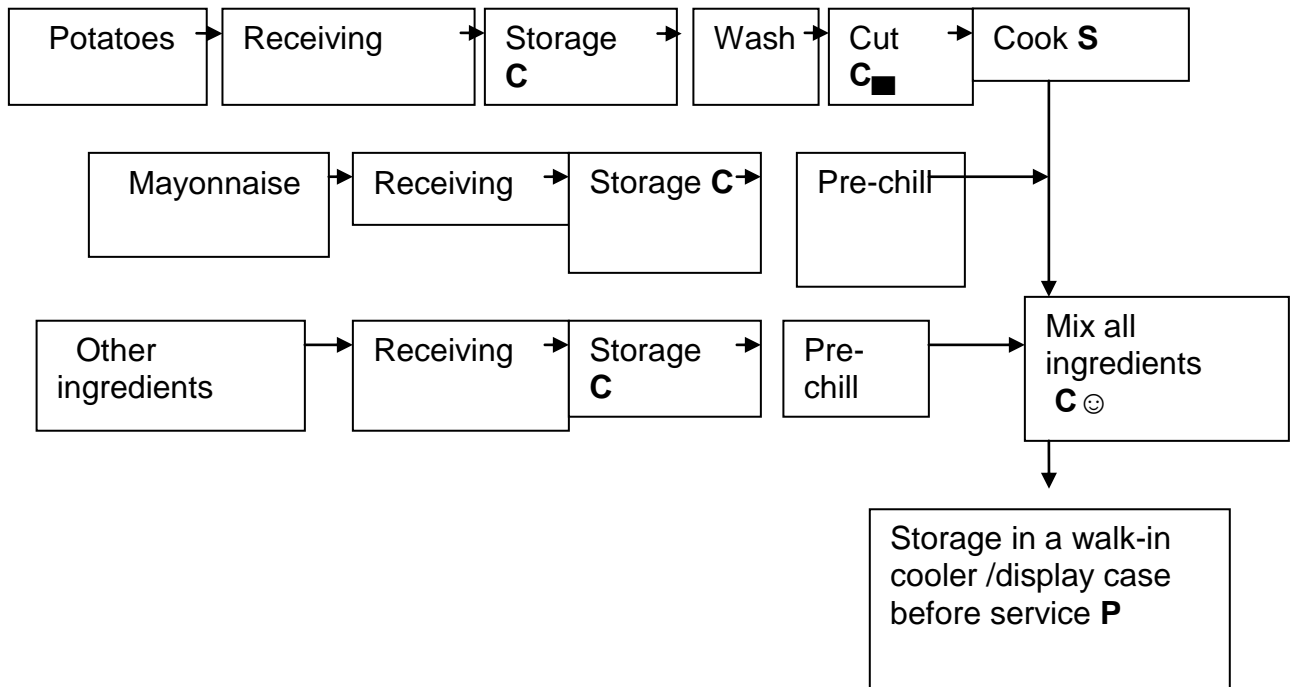 Potatoes
Receiving
Storage
C
Wash
Cut
C▄
Cook S
Mayonnaise
Receiving
Storage C
Pre-chill
Other
ingredients
Receiving
Storage
C
Pre-
chill
Mix all
ingredients
C☺
Storage in a walk-in
cooler /display case
before service P